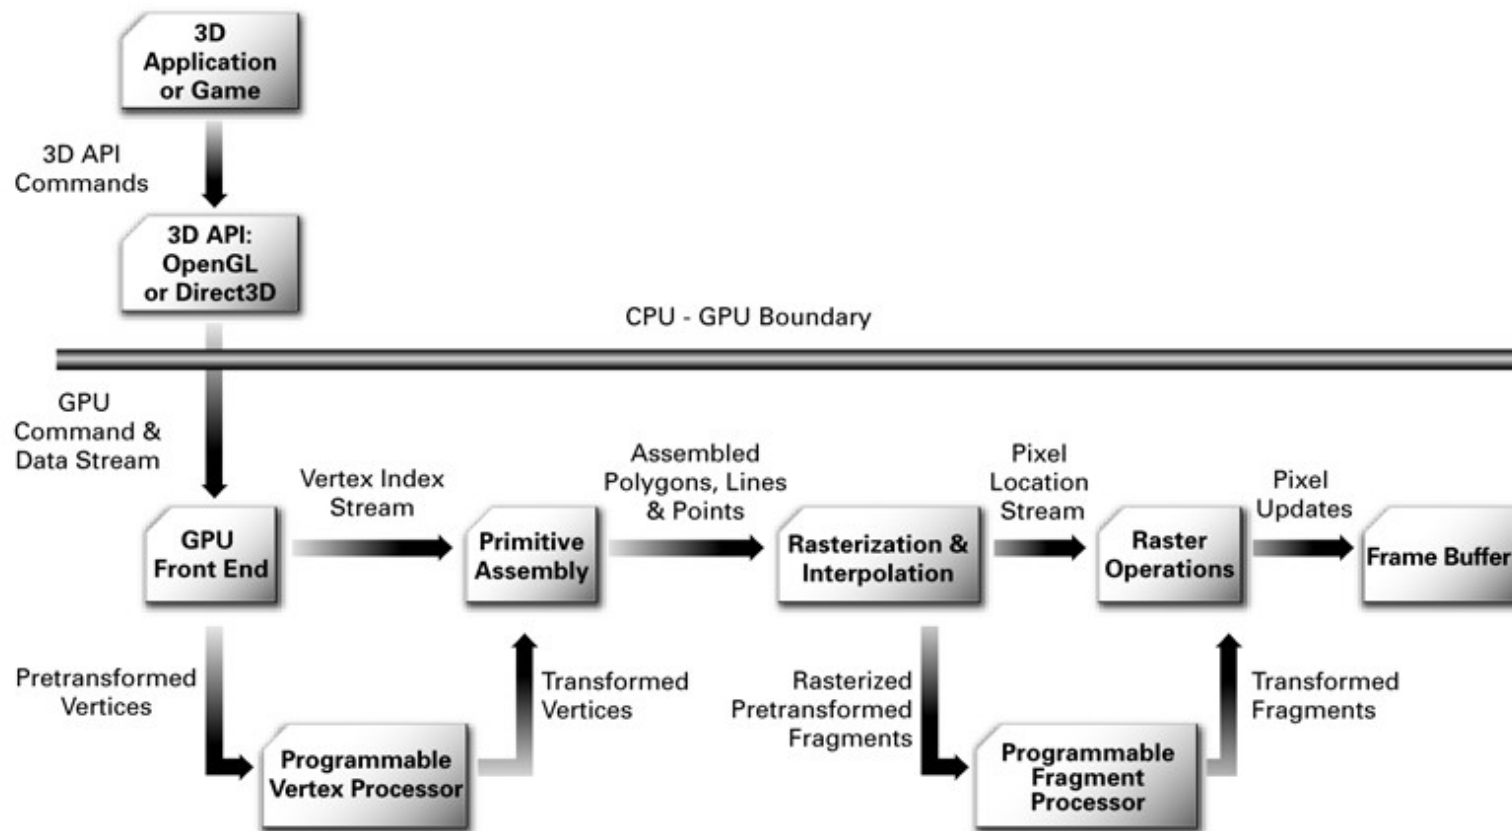 3D
Application
or Game
3D API
Commands
3D API:
OpenGL
or Direct3D
CPU - GPU Boundary
GPU
Command &
Data Stream
Vertex Index
Stream
Assembled
Polygons, Lines
& Points
Pixel
Location
Stream
Pixel
Updates
GPU
Front End
Primitive
Assembly
Rasterization &
Interpolation
Raster
Operations
Frame Buffer
Pretransformed
Vertices
Transformed
Vertices
Rasterized
Pretransformed
Fragments
Transformed
Fragments
Programmable
Vertex Processor
Programmable
Fragment
Processor